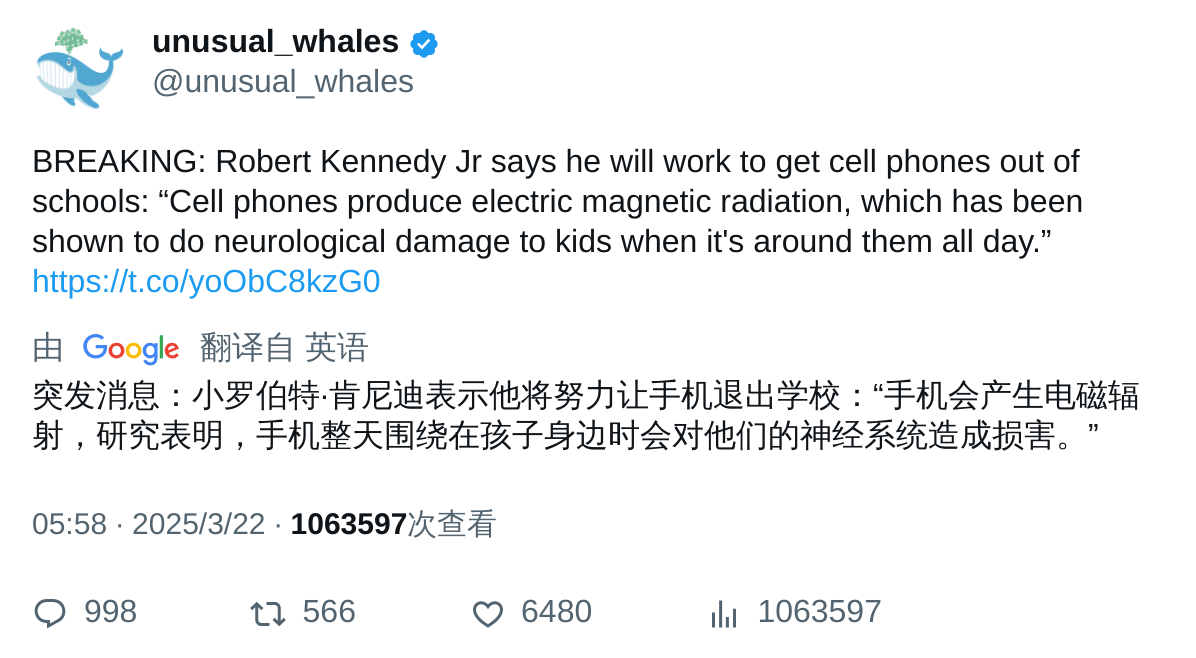 unusual_whales
@unusual_whales
BREAKING: Robert Kennedy Jr says he will work to get cell phones out of
schools: “Cell phones produce electric magnetic radiation, which has been
shown to do neurological damage to kids when it's around them all day.”
https://t.co/yoObC8kzG0
由 Google 翻译自 英语
突发消息：小罗伯特·肯尼迪表示他将努力让手机退出学校：“手机会产生电磁辐
射，研究表明，手机整天围绕在孩子身边时会对他们的神经系统造成损害。”
05:58 · 2025/3/22 · 1063597次查看
998 566 6480 1063597